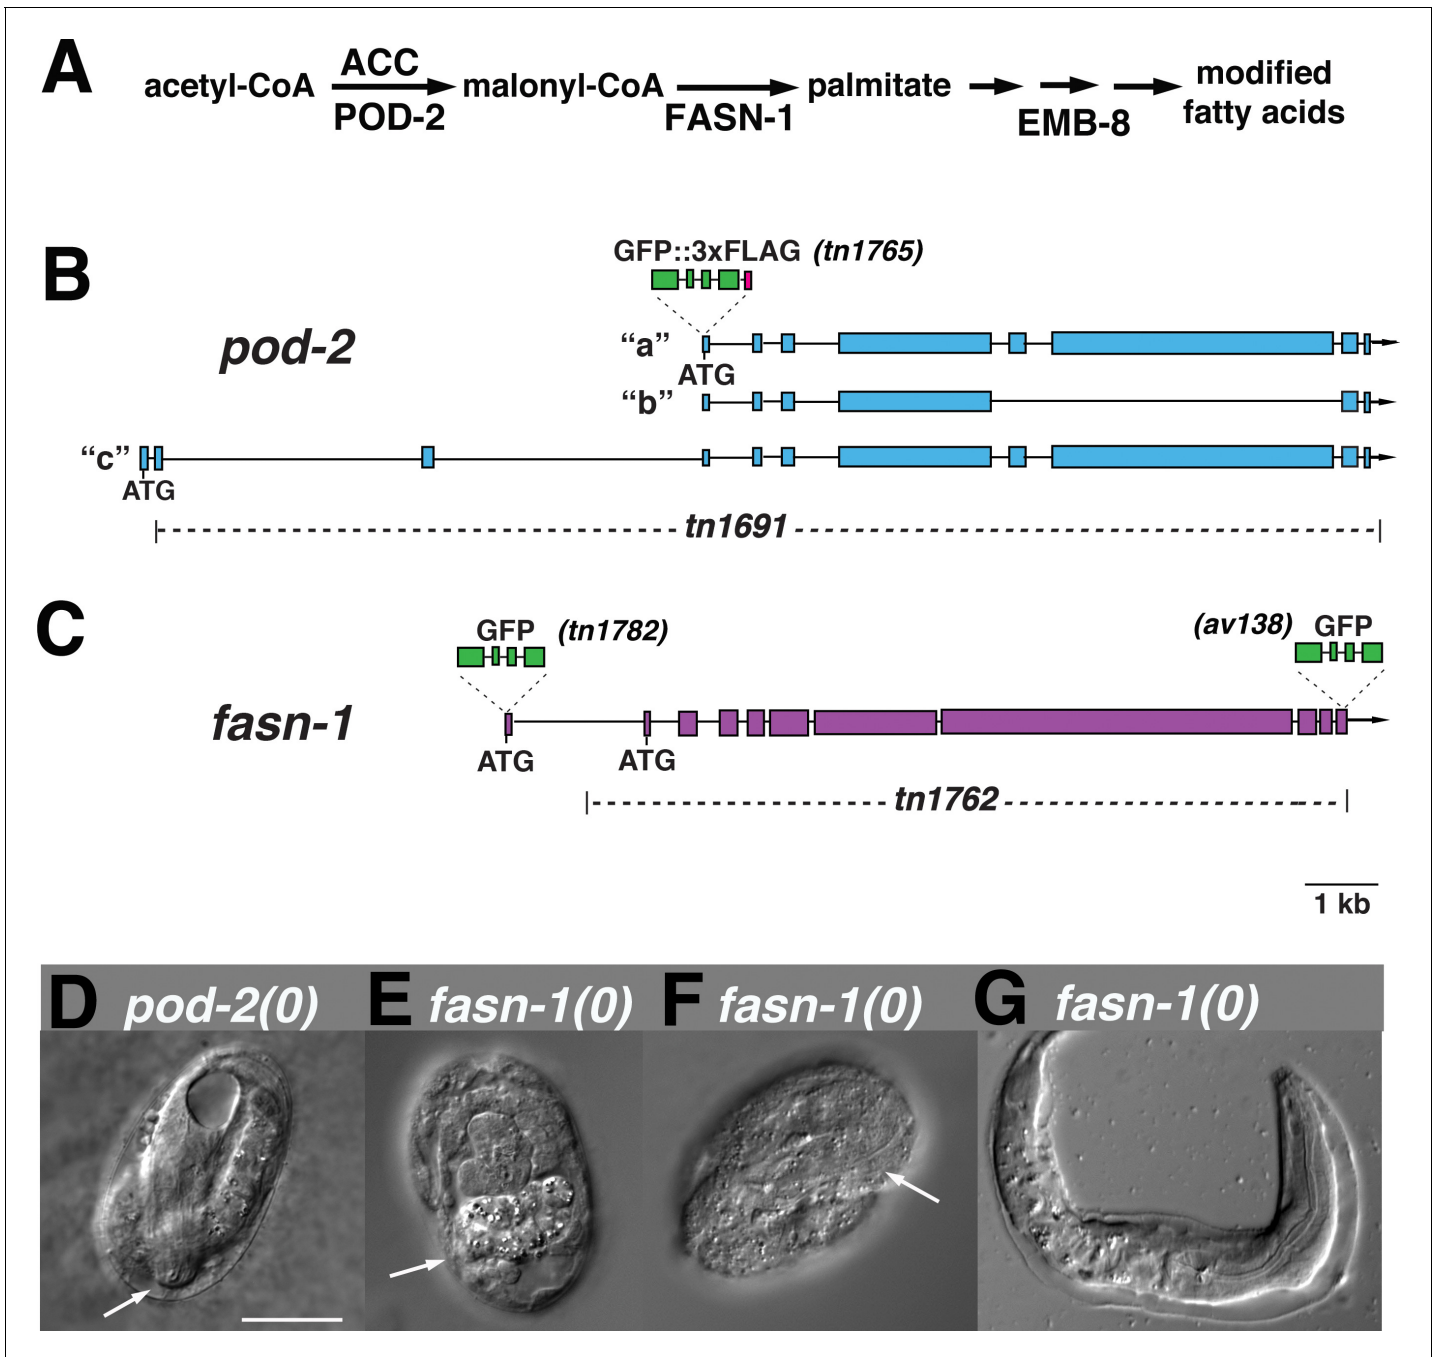 A
acetyl-CoA ACC malonyl-CoA palmitate modified
POD-2 FASN-1 EMB-8 fatty acids
B
GFP::3xFLAG (tn1765)
pod-2
“a”
ATG
“b”
“c”
ATG
tn1691
C
GFP (tn1782)
(av138) GFP
fasn-1
ATG ATG
tn1762
1 kb
D pod-2(0) E fasn-1(0) F fasn-1(0) G fasn-1(0)